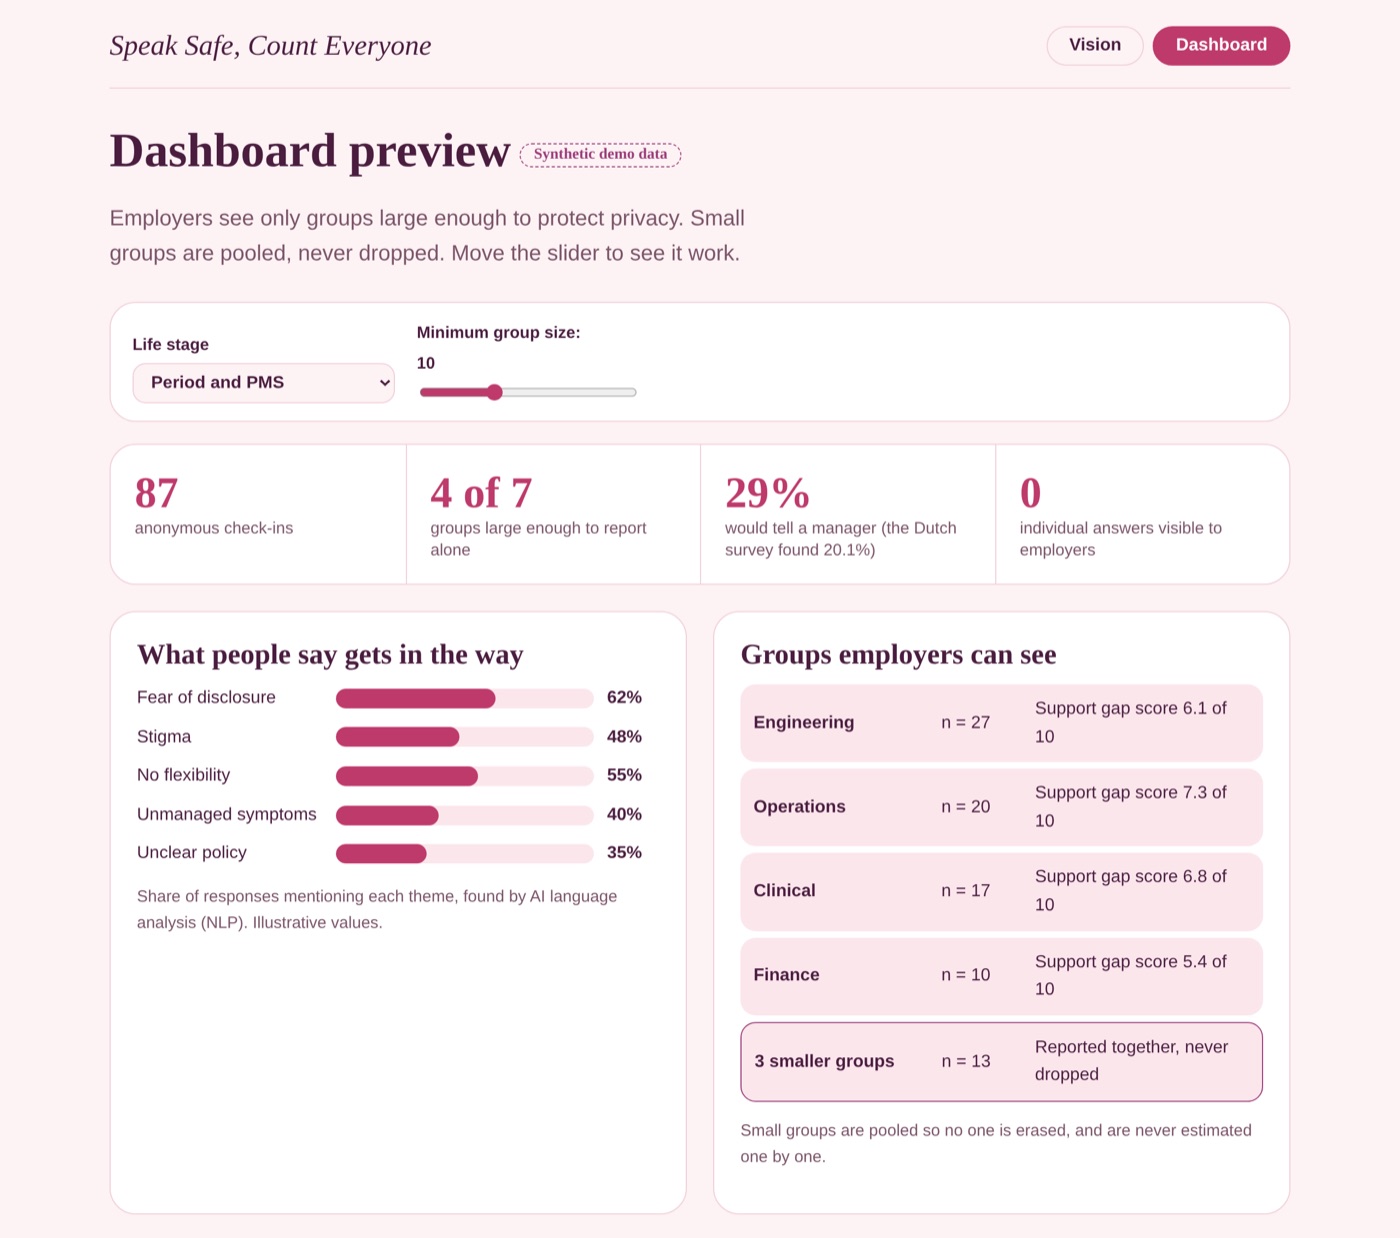 Speak Safe, Count Everyone
Vision
Dashboard
Dashboard preview
Synthetic demo data
Employers see only groups large enough to protect privacy. Small
groups are pooled, never dropped. Move the slider to see it work.
Life stage
Period and PMS
Minimum group size:
10
87
anonymous check-ins
4 of 7
groups large enough to report
alone
29%
would tell a manager (the Dutch
survey found 20.1%)
0
individual answers visible to
employers
What people say gets in the way
Fear of disclosure 62%
Stigma 48%
No flexibility 55%
Unmanaged symptoms 40%
Unclear policy 35%
Share of responses mentioning each theme, found by AI language
analysis (NLP). Illustrative values.
Groups employers can see
Engineering n = 27 Support gap score 6.1 of
10
Operations n = 20 Support gap score 7.3 of
10
Clinical n = 17 Support gap score 6.8 of
10
Finance n = 10 Support gap score 5.4 of
10
3 smaller groups n = 13 Reported together, never
dropped
Small groups are pooled so no one is erased, and are never estimated
one by one.